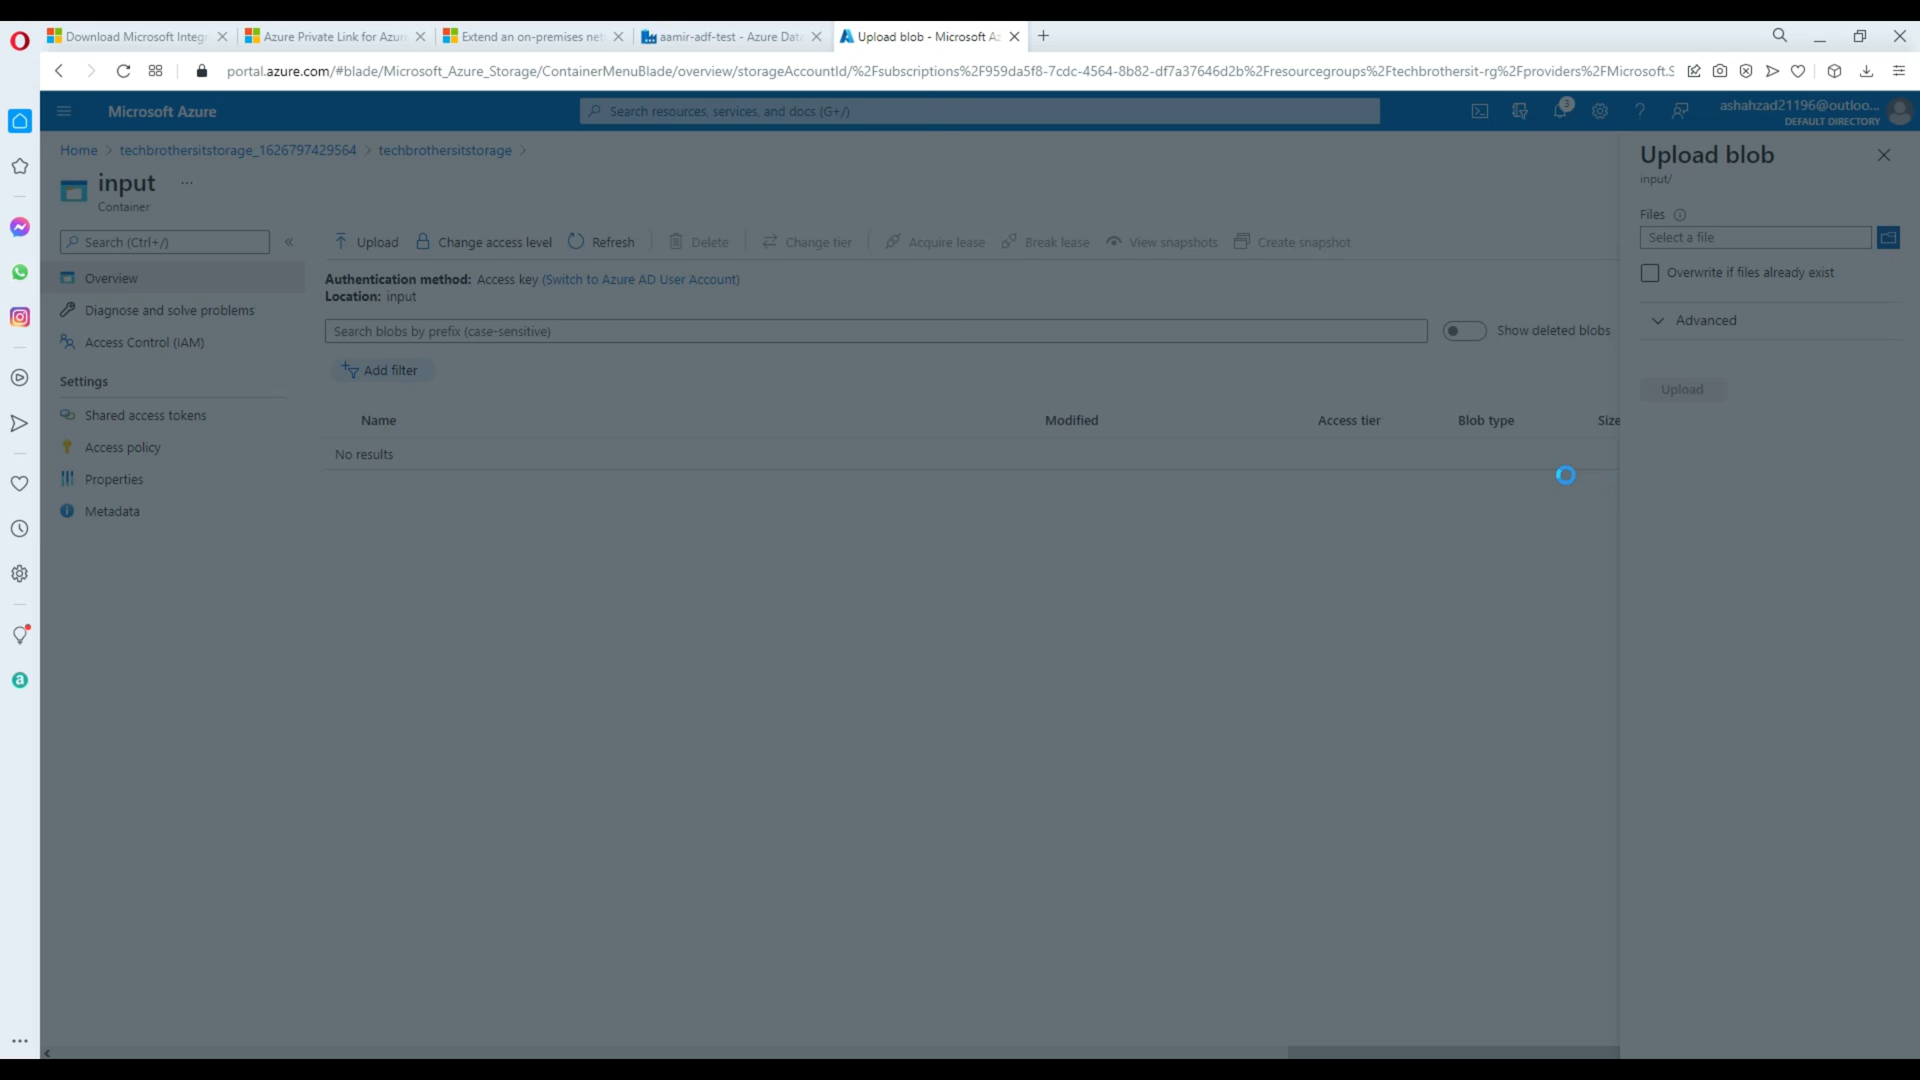 Download Microsoft Integr
Azure Private Link for Azur
Extend an on-premises net
aamir-adf-test - Azure Data
Upload blob - Microsoft Az
portal.azure.com/#blade/Microsoft_Azure_Storage/ContainerMenuBlade/overview/storageAccountId/%2Fsubscriptions%2F959da5f8-7cdc-4564-8b82-df7a37646d2b%2Fresourcegroups%2Ftechbrothersit-rg%2Fproviders%2FMicrosoft.S
Microsoft Azure
Search resources, services, and docs (G+/)
3
ashahzad21196@outloo...
DEFAULT DIRECTORY
Home > techbrothersitstorage_1626797429564 > techbrothersitstorage >
input ...
Container
Search (Ctrl+/)
«
Overview
Diagnose and solve problems
Access Control (IAM)
Settings
Shared access tokens
Access policy
Properties
Metadata
Upload
Change access level
Refresh
Delete
Change tier
Acquire lease
Break lease
View snapshots
Create snapshot
Authentication method: Access key (Switch to Azure AD User Account)
Location: input
Search blobs by prefix (case-sensitive)
Show deleted blobs
Add filter
Name
Modified
Access tier
Blob type
Size
No results
Upload blob
input/
Files
Select a file
Overwrite if files already exist
Advanced
Upload